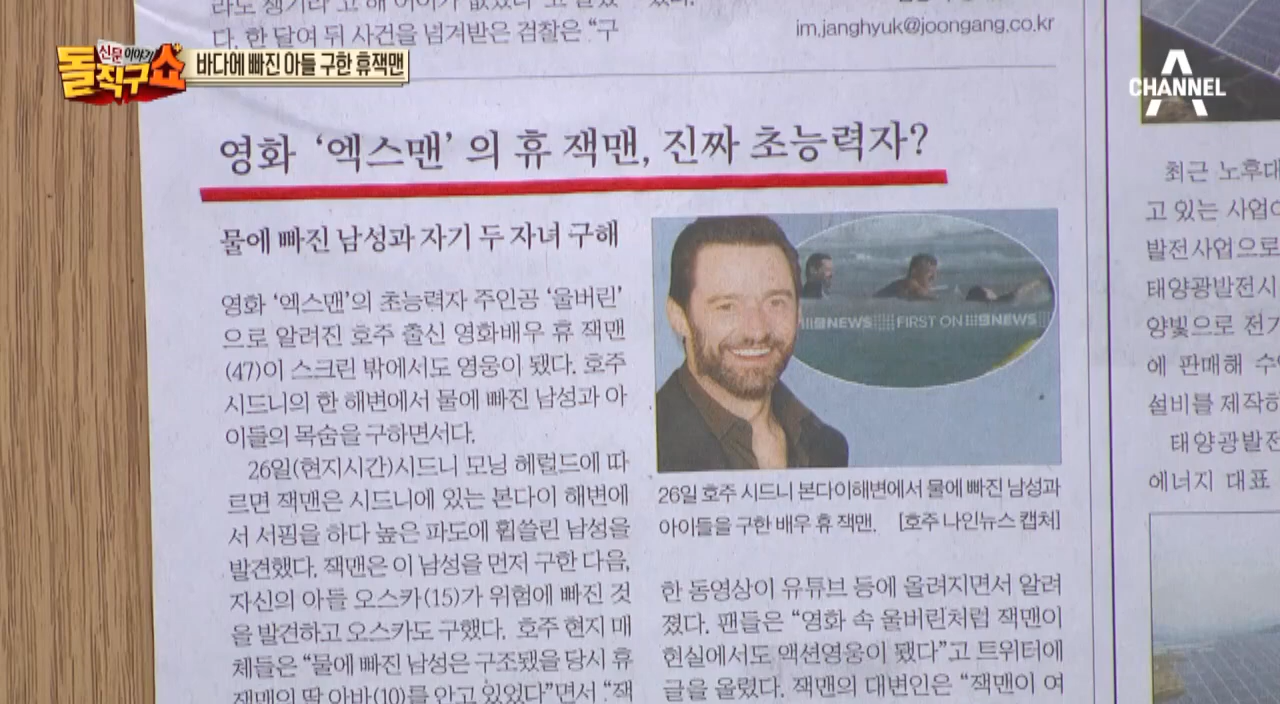 im.janghyuk@joongang.co.kr
다. 한 달여 뒤 사건을 넘겨받은 검찰은 “구
신문이야기
돌직구쇼
바다에 빠진 아들 구한 휴잭맨
CHANNEL A
영화 ‘엑스맨’의 휴 잭맨, 진짜 초능력자?
물에 빠진 남성과 자기 두 자녀 구해
영화 ‘엑스맨’의 초능력자 주인공 ‘울버린’
으로 알려진 호주 출신 영화배우 휴 잭맨
(47)이 스크린 밖에서도 영웅이 됐다. 호주
시드니의 한 해변에서 물에 빠진 남성과 아
이들의 목숨을 구하면서다.
26일(현지시간)시드니 모닝 헤럴드에 따
르면 잭맨은 시드니에 있는 본다이 해변에
서 서핑을 하다 높은 파도에 휩쓸린 남성을
발견했다. 잭맨은 이 남성을 먼저 구한 다음,
자신의 아들 오스카(15)가 위험에 빠진 것
을 발견하고 오스카도 구했다. 호주 현지 매
체들은 “물에 빠진 남성은 구조됐을 당시 휴
잭맨의 딸 아바(10)를 안고 있었다”면서 “잭
9NEWS FIRST ON 9NEWS
26일 호주 시드니 본다이해변에서 물에 빠진 남성과
아이들을 구한 배우 휴 잭맨. [호주 나인뉴스 캡처]
한 동영상이 유튜브 등에 올려지면서 알려
졌다. 팬들은 “영화 속 울버린처럼 잭맨이
현실에서도 액션영웅이 됐다”고 트위터에
글을 올렸다. 잭맨의 대변인은 “잭맨이 여
최근 노후대
고 있는 사업이
발전사업으로
태양광발전시
양빛으로 전기
에 판매해 수
설비를 제작하
태양광발전
에너지 대표